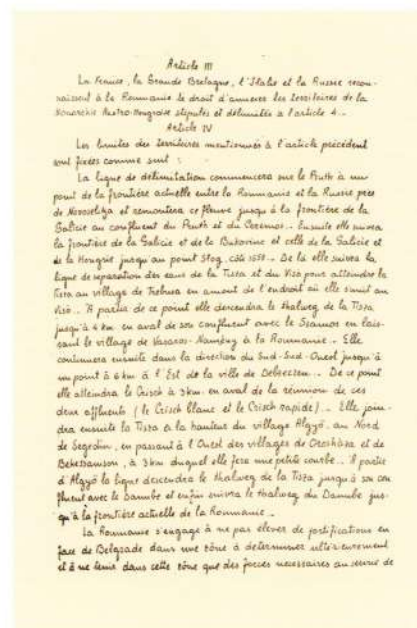 Article III
La France, la Grande Bretagne, l'Italie et la Russie recon-
naissent à la Roumanie le droit d'annexer les territoires de la
Monarchie Austro-Hongroise stipulés et délimités à l'article 4.
Article IV
Les limites des territoires mentionnés à l'article précédent
sont fixées comme suit :
La ligne de délimitation commencera sur le Pruth à un
point de la frontière actuelle entre la Roumanie et la Russie près
de Novoselitza et remontera ce fleuve jusqu'à la frontière de la
Galicie au confluent du Pruth et du Ceremos. Ensuite elle suivra
la frontière de la Galicie et de la Bukovine et celle de la Galicie et
de la Hongrie jusqu'au point Stog, côte 1655. De là elle suivra la
ligne de séparation des eaux de la Tissa et du Viso pour atteindre la
Tissa au village de Trebusa en amont de l'endroit où elle s'unit au
Viso. A partir de ce point elle descendra le thalweg de la Tissa
jusqu'à 4 km. en aval de son confluent avec le Szamos en lais-
sant le village de Vasaros-Namény à la Roumanie. Elle
continuera ensuite dans la direction du Sud-Sud-Ouest jusqu'à
un point à 6 km. à l'Est de la ville de Debreczen. De ce point
elle atteindra le Crisch à 3 km. en aval de la réunion de ces
deux affluents (le Crisch blanc et le Crisch rapide). Elle join-
dra ensuite la Tissa à la hauteur du village Algyö, au Nord
de Szegedin, en passant à l'Ouest des villages de Oroshaza et de
Bekessamson, à 3 km duquel elle fera une petite courbe. A partir
d'Algyö la ligne descendra le thalweg de la Tissa jusqu'à son con
fluent avec le Danube et enfin suivra le thalweg du Danube jus-
qu'à la frontière actuelle de la Roumanie.
La Roumanie s'engage à ne pas élever de fortifications en
face de Belgrade dans une zône à déterminer ultérieurement
et à ne tenir dans cette zône que des forces nécessaires au service de